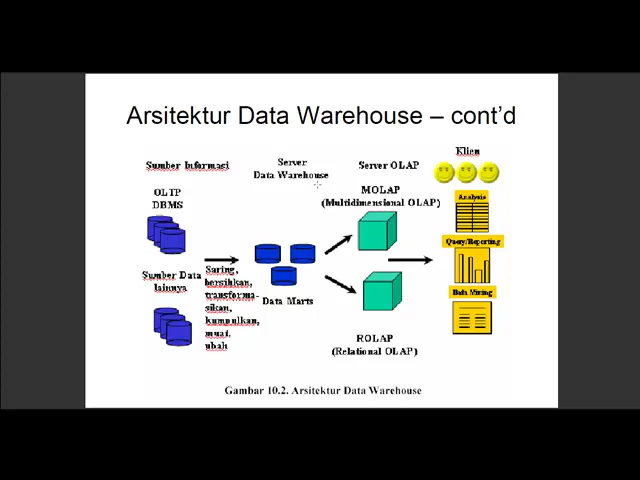 Arsitektur Data Warehouse – cont'd
Sumber Informasi
Server
Data Warehouse
Server OLAP
Klien
OLTP
DBMS
MOLAP
(Multidimensional OLAP)
Analysis
Query/Reporting
Sumber Data
lainnya
Saring,
bersihkan,
transforma-
sikan,
kumpulkan,
muat,
ubah
Data Marts
Data Mining
ROLAP
(Relational OLAP)
Gambar 10.2. Arsitektur Data Warehouse